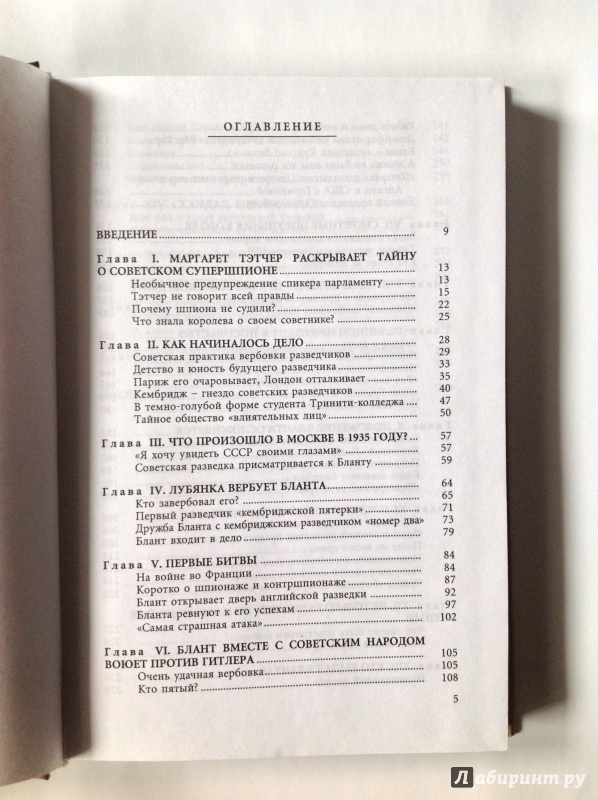 ОГЛАВЛЕНИЕ
ВВЕДЕНИЕ 9
Глава I. МАРГАРЕТ ТЭТЧЕР РАСКРЫВАЕТ ТАЙНУ
О СОВЕТСКОМ СУПЕРШПИОНЕ 13
Необычное предупреждение спикера парламенту 13
Тэтчер не говорит всей правды 15
Почему шпиона не судили? 22
Что знала королева о своем советнике? 25
Глава II. КАК НАЧИНАЛОСЬ ДЕЛО 28
Советская практика вербовки разведчиков 29
Детство и юность будущего разведчика 33
Париж его очаровывает, Лондон отталкивает 35
Кембридж – гнездо советских разведчиков 40
В темно-голубой форме студента Тринити-колледжа 47
Тайное общество «влиятельных лиц» 50
Глава III. ЧТО ПРОИЗОШЛО В МОСКВЕ В 1935 ГОДУ? 57
«Я хочу увидеть СССР своими глазами» 57
Советская разведка присматривается к Бланту 59
Глава IV. ЛУБЯНКА ВЕРБУЕТ БЛАНТА 64
Кто завербовал его? 65
Первый разведчик «кембриджской пятерки» 71
Дружба Бланта с кембриджским разведчиком «номер два» 73
Блант входит в дело 79
Глава V. ПЕРВЫЕ БИТВЫ 84
На войне во Франции 84
Коротко о шпионаже и контршпионаже 87
Блант открывает дверь английской разведки 92
Бланта ревнуют к его успехам 97
«Самая страшная атака» 102
Глава VI. БЛАНТ ВМЕСТЕ С СОВЕТСКИМ НАРОДОМ
ВОЮЕТ ПРОТИВ ГИТЛЕРА 105
Очень удачная вербовка 105
Кто пятый? 108
5
Лабиринт.ру